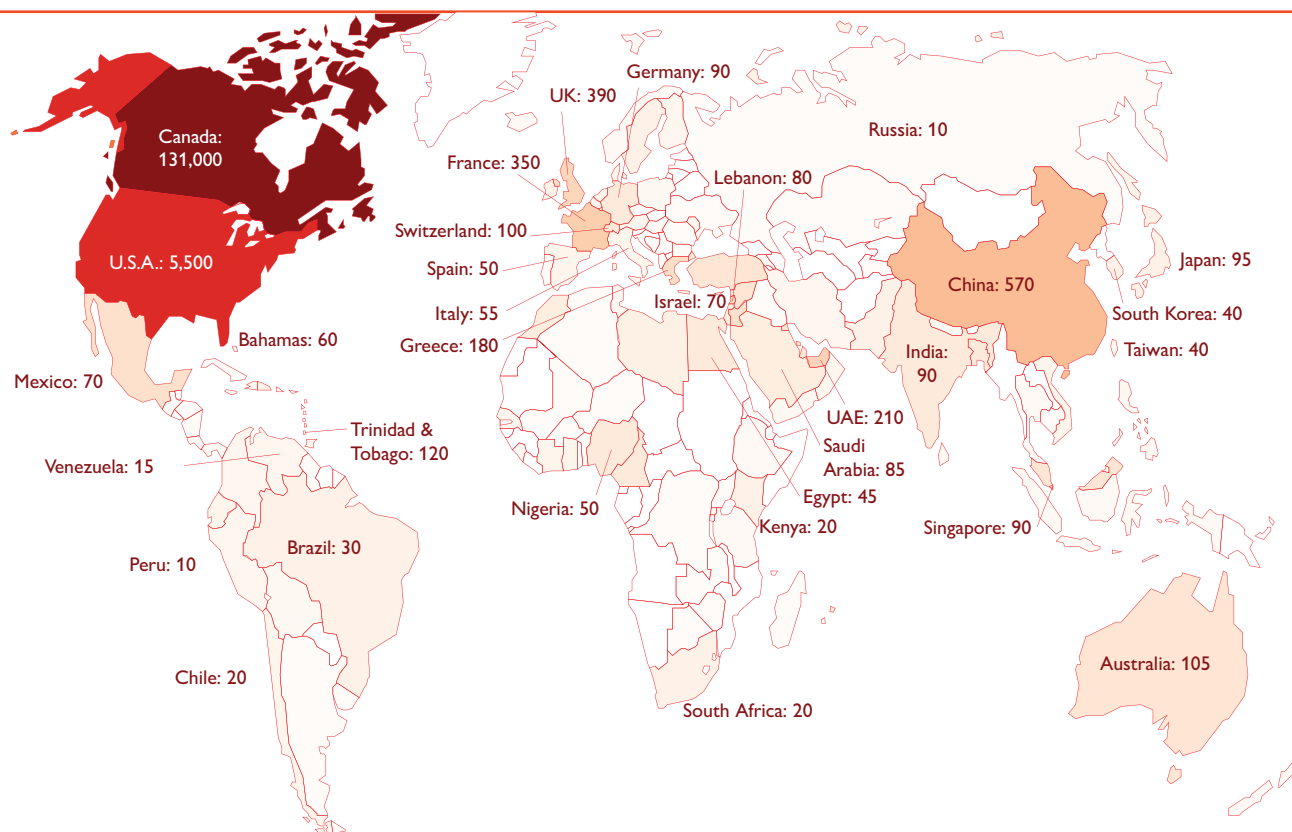 Germany: 90
UK: 390
Canada:
131,000
Russia: 10
France: 350
Lebanon: 80
Switzerland: 100
U.S.A.: 5,500
Spain: 50
Japan: 95
China: 570
Israel: 70
Italy: 55
South Korea: 40
Bahamas: 60
Greece: 180
Taiwan: 40
India:
90
Mexico: 70
UAE: 210
Trinidad &
Tobago: 120
Saudi
Arabia: 85
Venezuela: 15
Egypt: 45
Nigeria: 50
Kenya: 20
Singapore: 90
Brazil: 30
Peru: 10
Australia: 105
Chile: 20
South Africa: 20